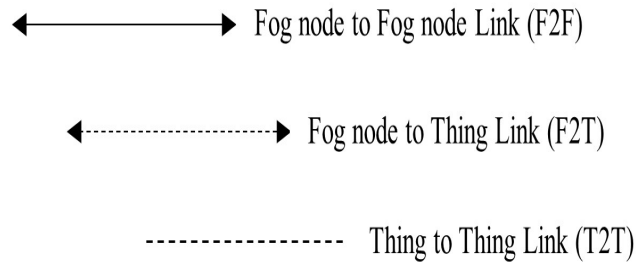 Fog node to Fog node Link (F2F)
Fog node to Thing Link (F2T)
Thing to Thing Link (T2T)